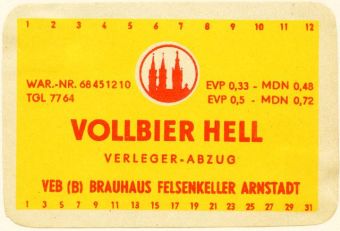 1 2 3 4 5 6 7 8 9 10 11 12
WAR.-NR. 68451210 EVP 0,33 - MDN 0,48
TGL 7764 EVP 0,5 - MDN 0,72
VOLLBIER HELL
VERLEGER-ABZUG
VEB (B) BRAUHAUS FELSENKELLER ARNSTADT
1 3 5 7 9 11 13 15 17 19 21 23 25 27 29 31